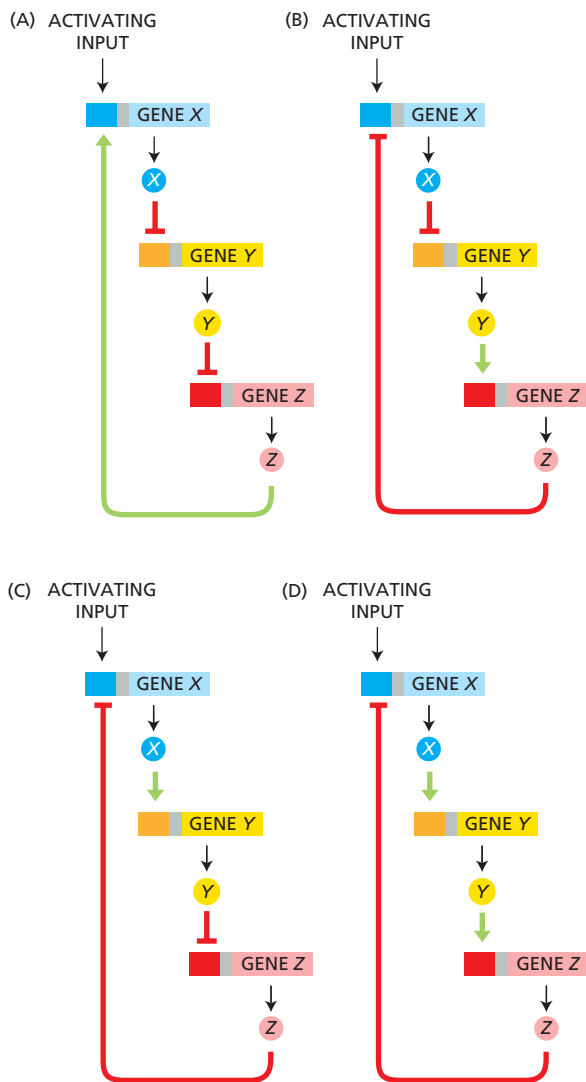 (A) ACTIVATING
INPUT
GENE X
X
GENE Y
Y
GENE Z
Z
(B) ACTIVATING
INPUT
GENE X
X
GENE Y
Y
GENE Z
Z
(C) ACTIVATING
INPUT
GENE X
X
GENE Y
Y
GENE Z
Z
(D) ACTIVATING
INPUT
GENE X
X
GENE Y
Y
GENE Z
Z